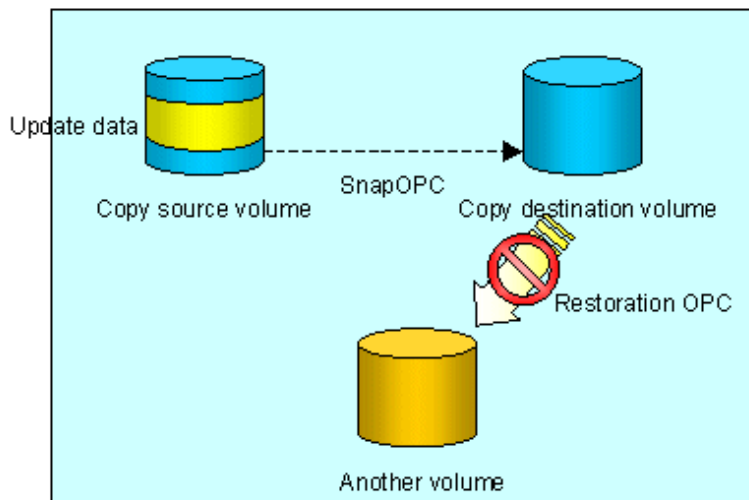 Update data
SnapOPC
Copy source volume
Copy destination volume
Restoration OPC
Another volume